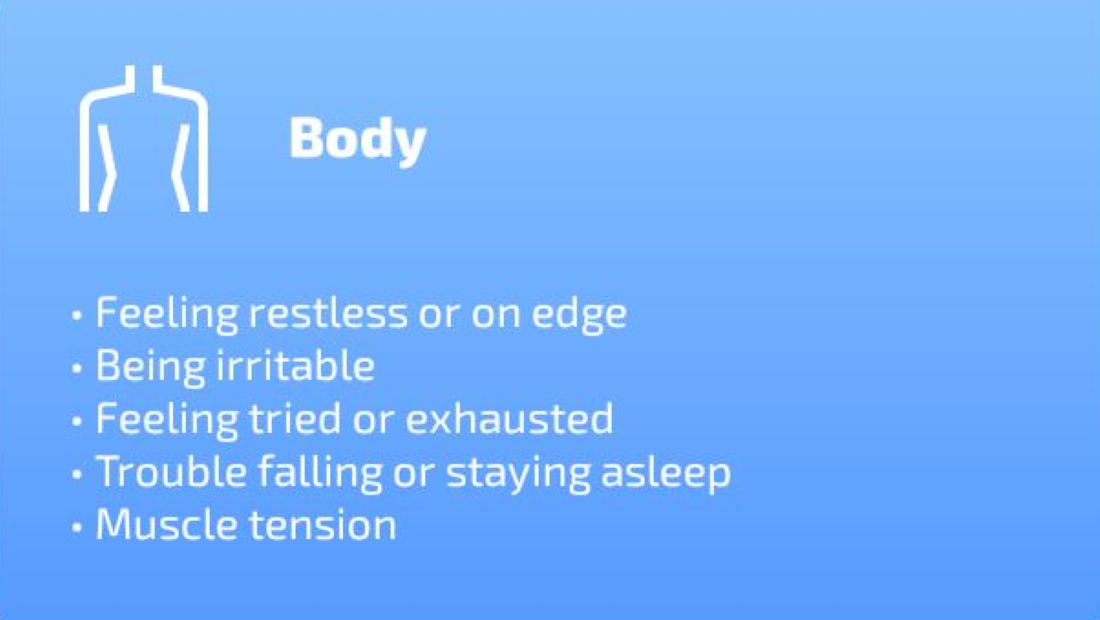 Body
• Feeling restless or on edge
• Being irritable
• Feeling tried or exhausted
• Trouble falling or staying asleep
• Muscle tension